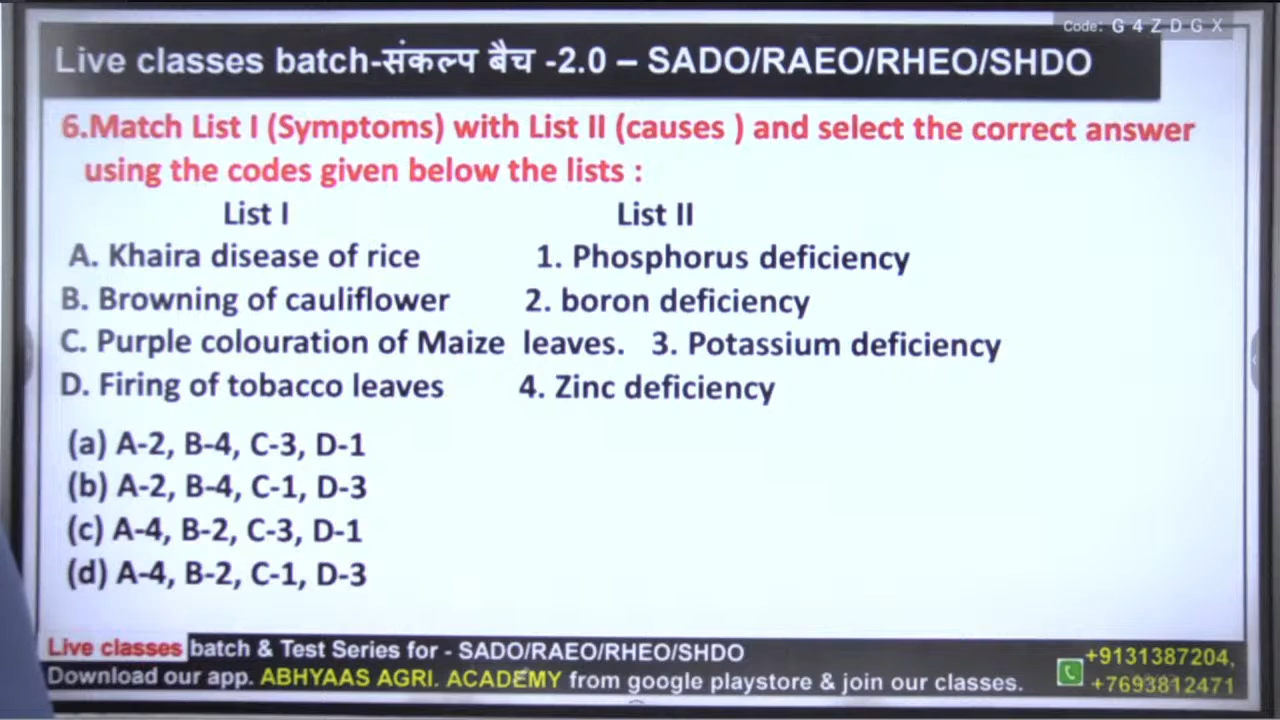 Code: G 4 Z D G X
Live classes batch-संकल्प बैच -2.0 – SADO/RAEO/RHEO/SHDO
6.Match List I (Symptoms) with List II (causes ) and select the correct answer
using the codes given below the lists :
List I List II
A. Khaira disease of rice 1. Phosphorus deficiency
B. Browning of cauliflower 2. boron deficiency
C. Purple colouration of Maize leaves. 3. Potassium deficiency
D. Firing of tobacco leaves 4. Zinc deficiency
(a) A-2, B-4, C-3, D-1
(b) A-2, B-4, C-1, D-3
(c) A-4, B-2, C-3, D-1
(d) A-4, B-2, C-1, D-3
Live classes batch & Test Series for - SADO/RAEO/RHEO/SHDO
Download our app. ABHYAAS AGRI. ACADEMY from google playstore & join our classes.
+9131387204,
+7693812471